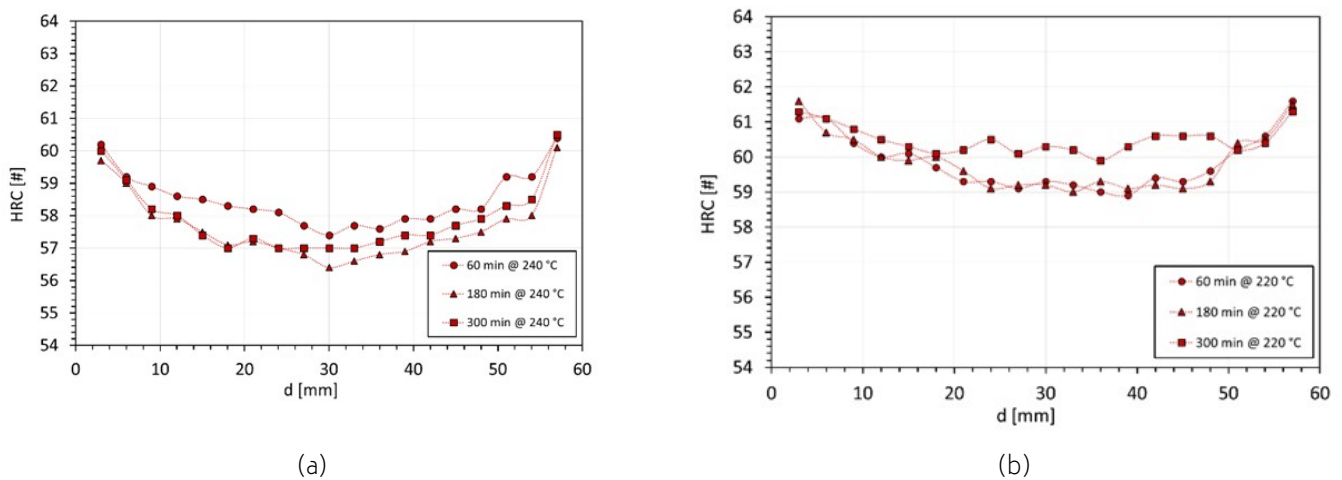 64
63
62
61
60
59
58
57
56
55
54
HRC [#]
0 10 20 30 40 50 60
d [mm]
60 min @ 240 °C
180 min @ 240 °C
300 min @ 240 °C
(a)
64
63
62
61
60
59
58
57
56
55
54
HRC [#]
0 10 20 30 40 50 60
d [mm]
60 min @ 220 °C
180 min @ 220 °C
300 min @ 220 °C
(b)